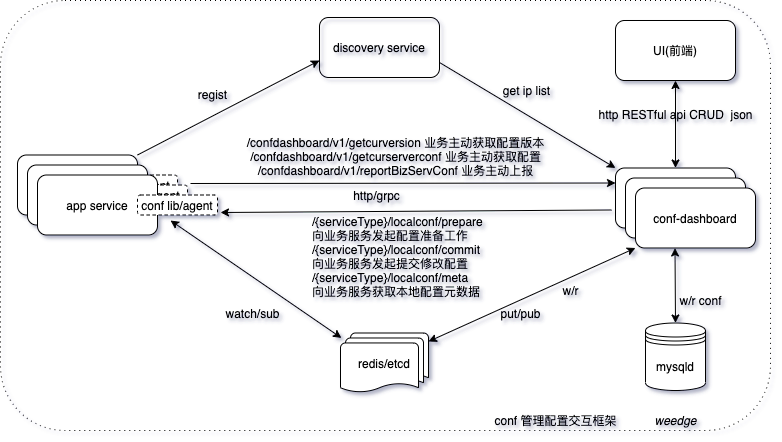 discovery service
UI(前端)
regist
get ip list
http RESTful api CRUD  json
/confdashboard/v1/getcurversion 业务主动获取配置版本
/confdashboard/v1/getcurserverconf 业务主动获取配置
/confdashboard/v1/reportBizServConf 业务主动上报
app service
conf lib/agent
http/grpc
conf-dashboard
/{serviceType}/localconf/prepare
向业务服务发起配置准备工作
/{serviceType}/localconf/commit
向业务服务发起提交修改配置
/{serviceType}/localconf/meta
向业务服务获取本地配置元数据
watch/sub
put/pub
w/r
w/r conf
redis/etcd
mysqld
conf 管理配置交互框架
weedge